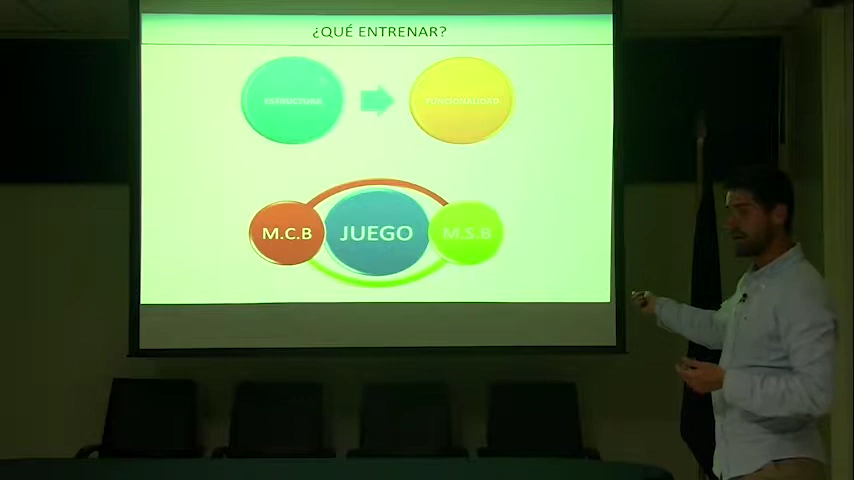 ¿QUÉ ENTRENAR?
ESTRUCTURA
FUNCIONALIDAD
M.C.B
JUEGO
M.S.B